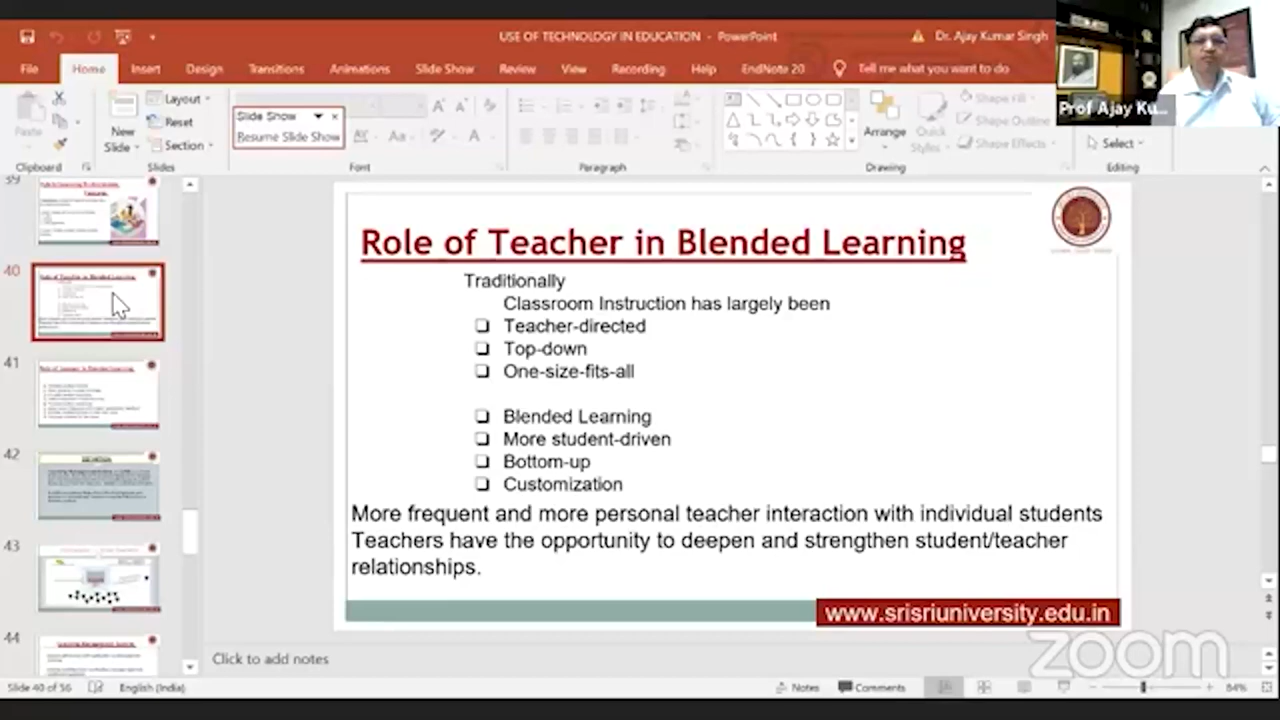 USE OF TECHNOLOGY IN EDUCATION - PowerPoint
Dr. Ajay Kumar Singh
File Home Insert Design Transitions Animations Slide Show Review View Recording Help EndNote 20 Tell me what you want to do
Paste
New
Slide
Layout
Reset
Section
Slide Show
Resume Slide Show
Arrange
Quick
Styles
Shape Fill
Shape Outline
Shape Effects
Select
Prof Ajay Ku...
Clipboard Slides Font Paragraph Drawing Editing
39
40
41
42
43
44
Role of Teacher in Blended Learning
Traditionally
Classroom Instruction has largely been
❑ Teacher-directed
❑ Top-down
❑ One-size-fits-all
❑ Blended Learning
❑ More student-driven
❑ Bottom-up
❑ Customization
More frequent and more personal teacher interaction with individual students
Teachers have the opportunity to deepen and strengthen student/teacher
relationships.
www.srisriuniversity.edu.in
zoom
Click to add notes
Slide 40 of 56 English (India) Notes Comments 64%